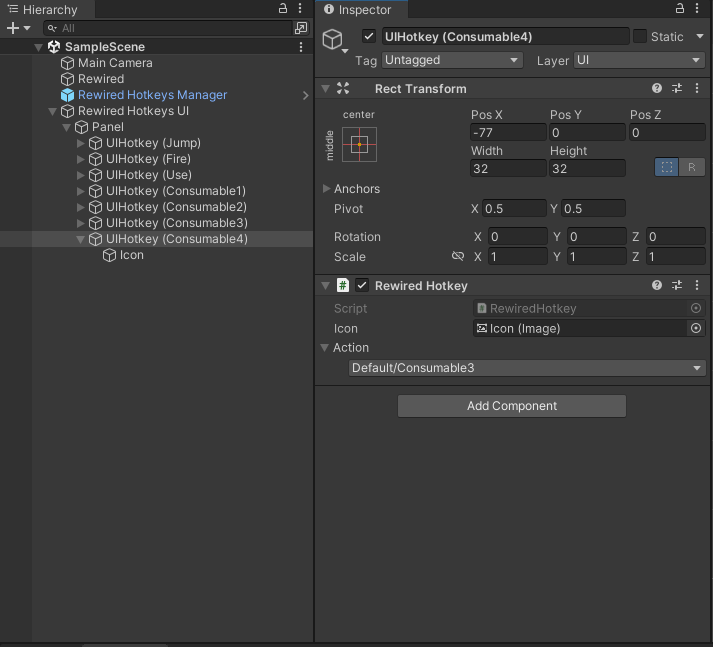 Hierarchy
All
SampleScene
Main Camera
Rewired
Rewired Hotkeys Manager
Rewired Hotkeys UI
Panel
UIHotkey (Jump)
UIHotkey (Fire)
UIHotkey (Use)
UIHotkey (Consumable1)
UIHotkey (Consumable2)
UIHotkey (Consumable3)
UIHotkey (Consumable4)
Icon
Inspector
UIHotkey (Consumable4) Static
Tag Untagged Layer UI
Rect Transform
center
middle
Pos X Pos Y Pos Z
-77 0 0
Width Height
32 32 R
Anchors
Pivot X 0.5 Y 0.5
Rotation X 0 Y 0 Z 0
Scale X 1 Y 1 Z 1
# Rewired Hotkey
Script # RewiredHotkey
Icon Icon (Image)
Action
Default/Consumable3
Add Component